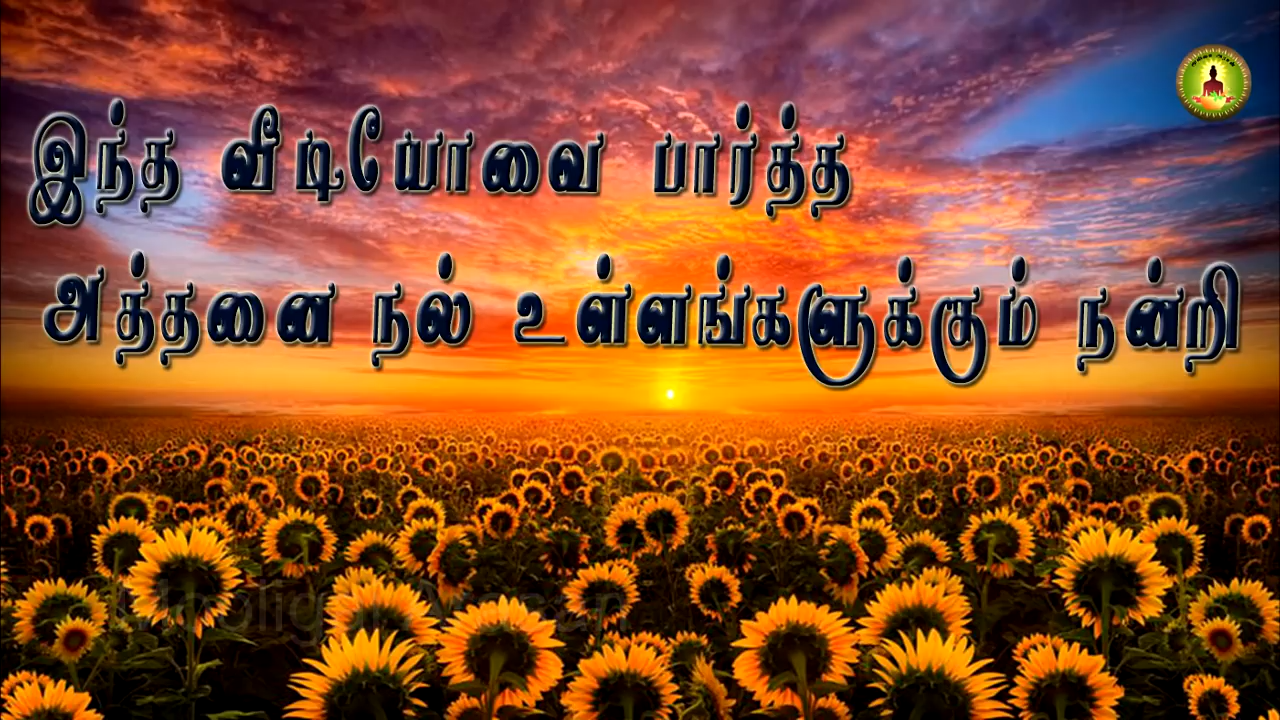 இந்த வீடியோவை பார்த்த
அத்தனை நல் உள்ளங்களுக்கும் நன்றி